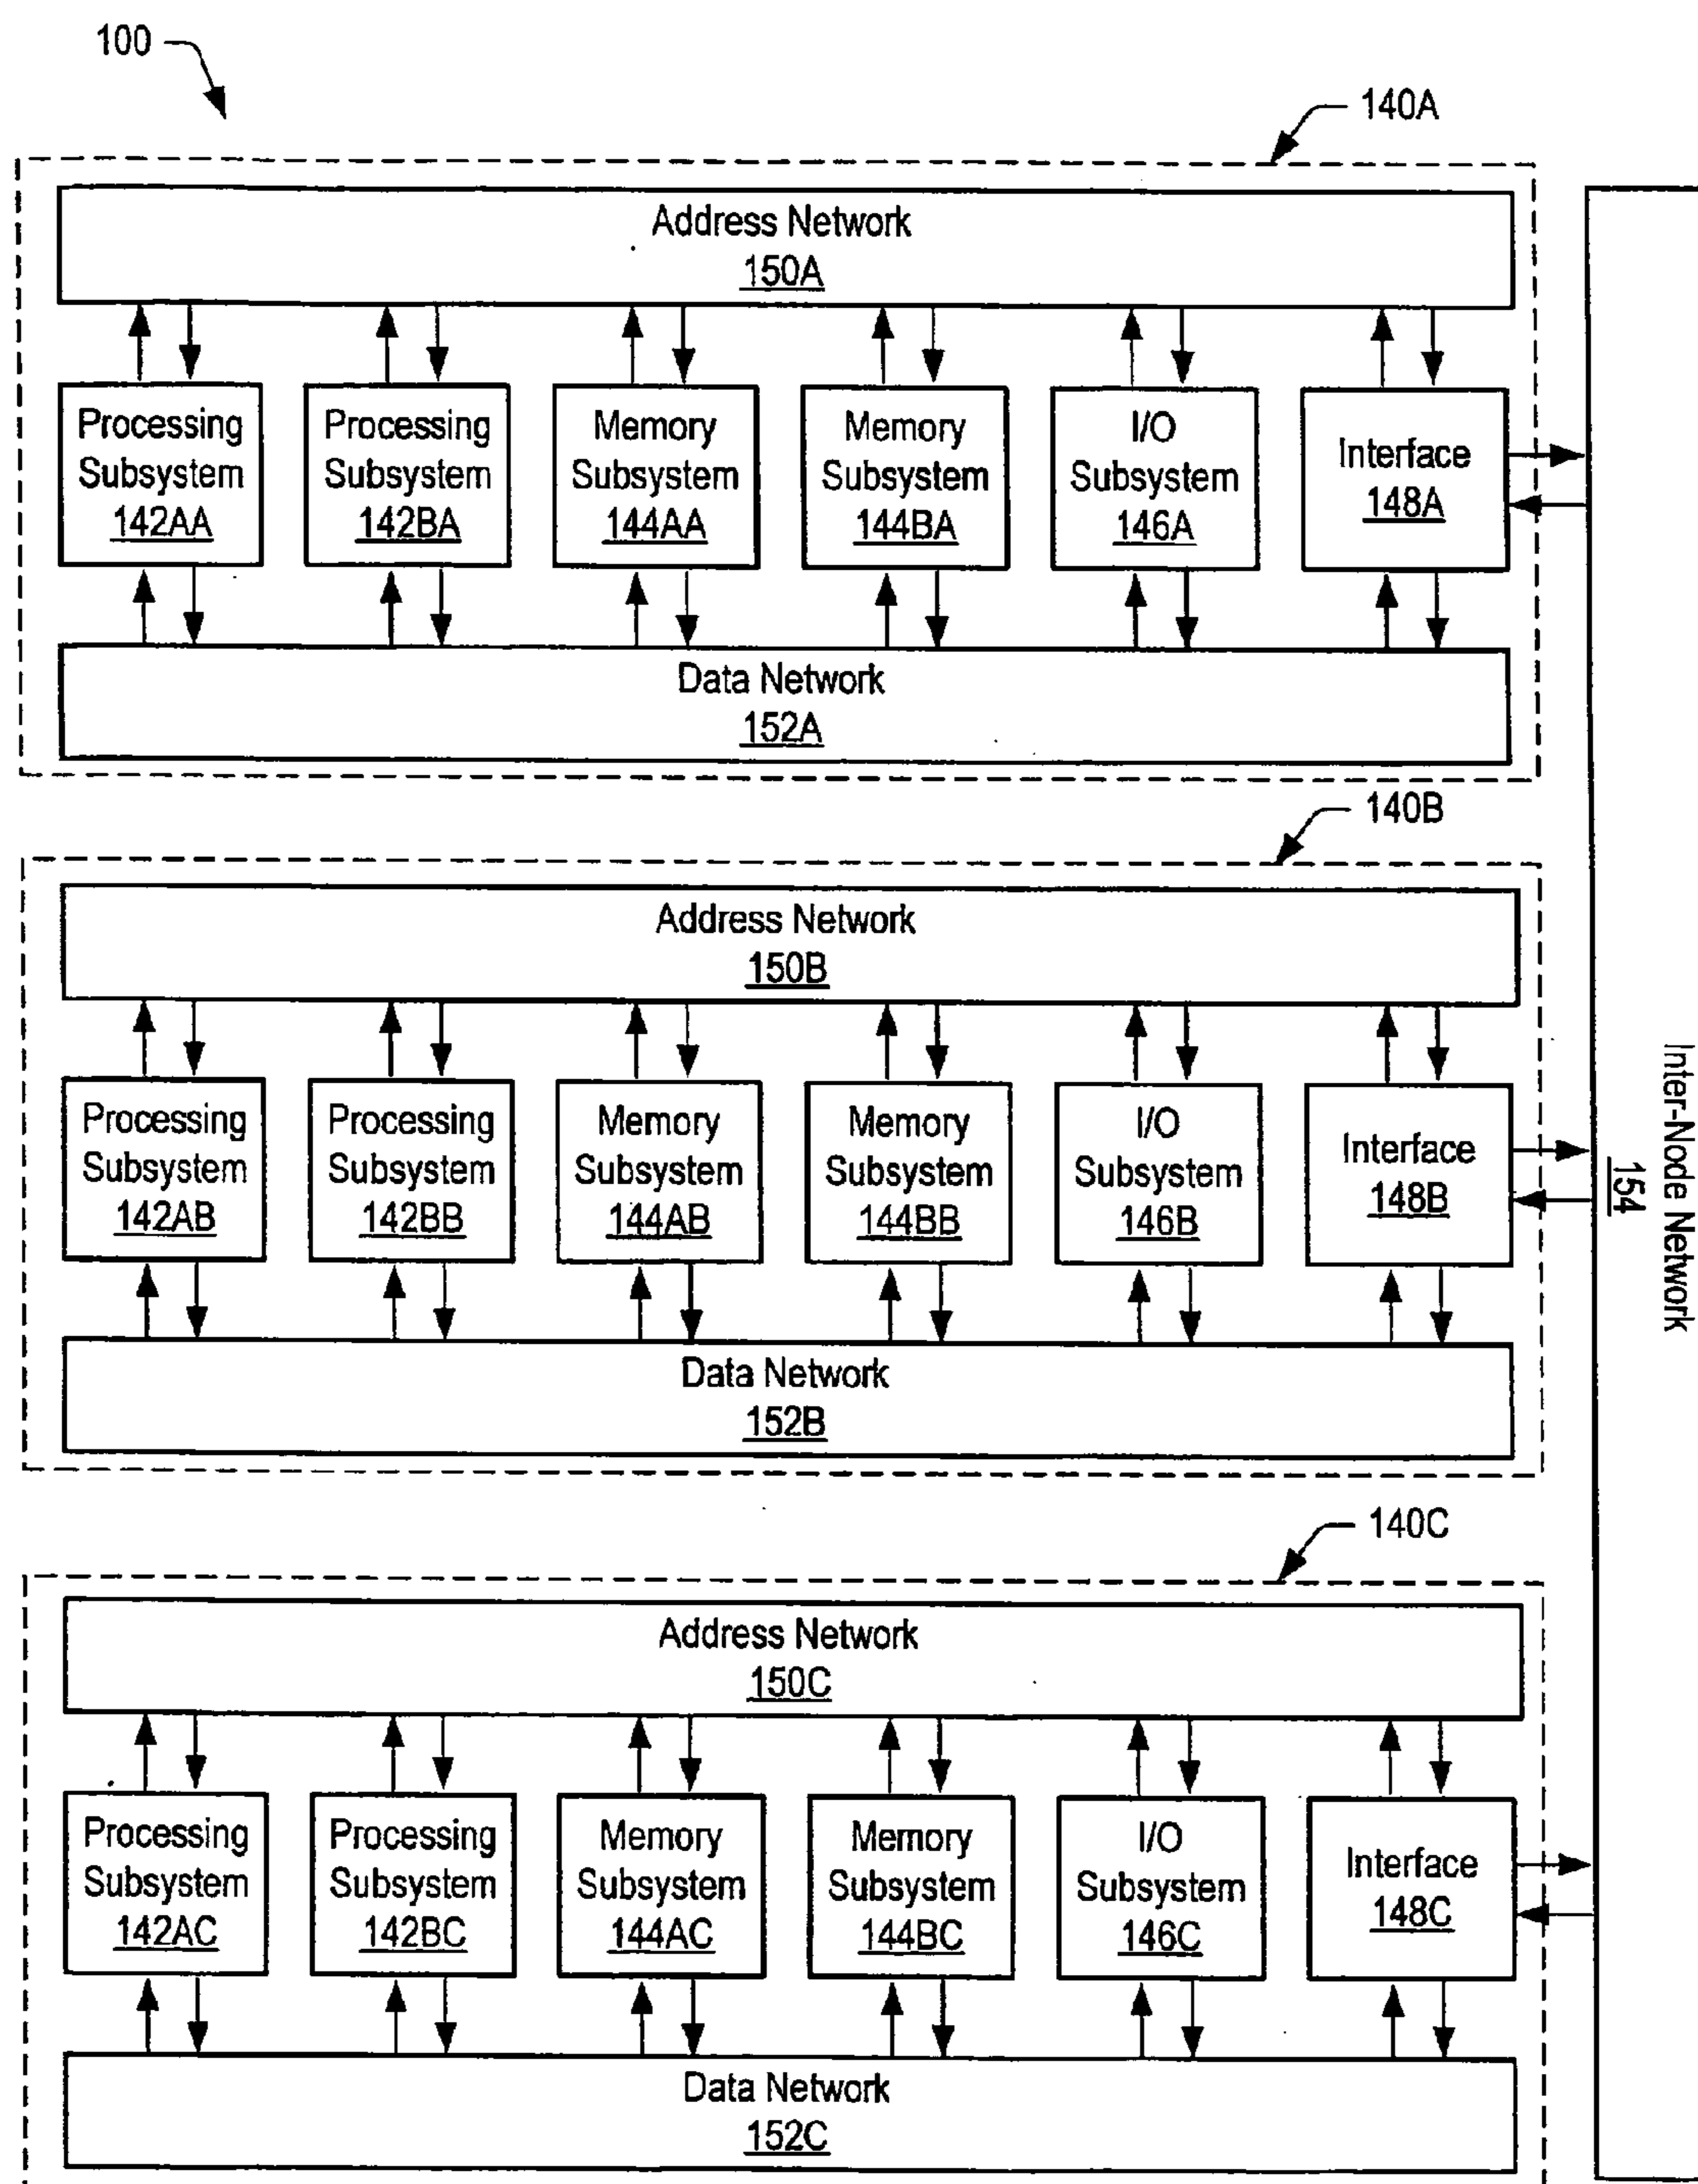 100
140A
Address Network
150A
Processing
Subsystem
142AA
Processing
Subsystem
142BA
Memory
Subsystem
144AA
Memory
Subsystem
144BA
I/O
Subsystem
146A
Interface
148A
Data Network
152A
140B
Address Network
150B
Processing
Subsystem
142AB
Processing
Subsystem
142BB
Memory
Subsystem
144AB
Memory
Subsystem
144BB
I/O
Subsystem
146B
Interface
148B
Data Network
152B
Inter-Node Network
154
140C
Address Network
150C
Processing
Subsystem
142AC
Processing
Subsystem
142BC
Memory
Subsystem
144AC
Memory
Subsystem
144BC
I/O
Subsystem
146C
Interface
148C
Data Network
152C